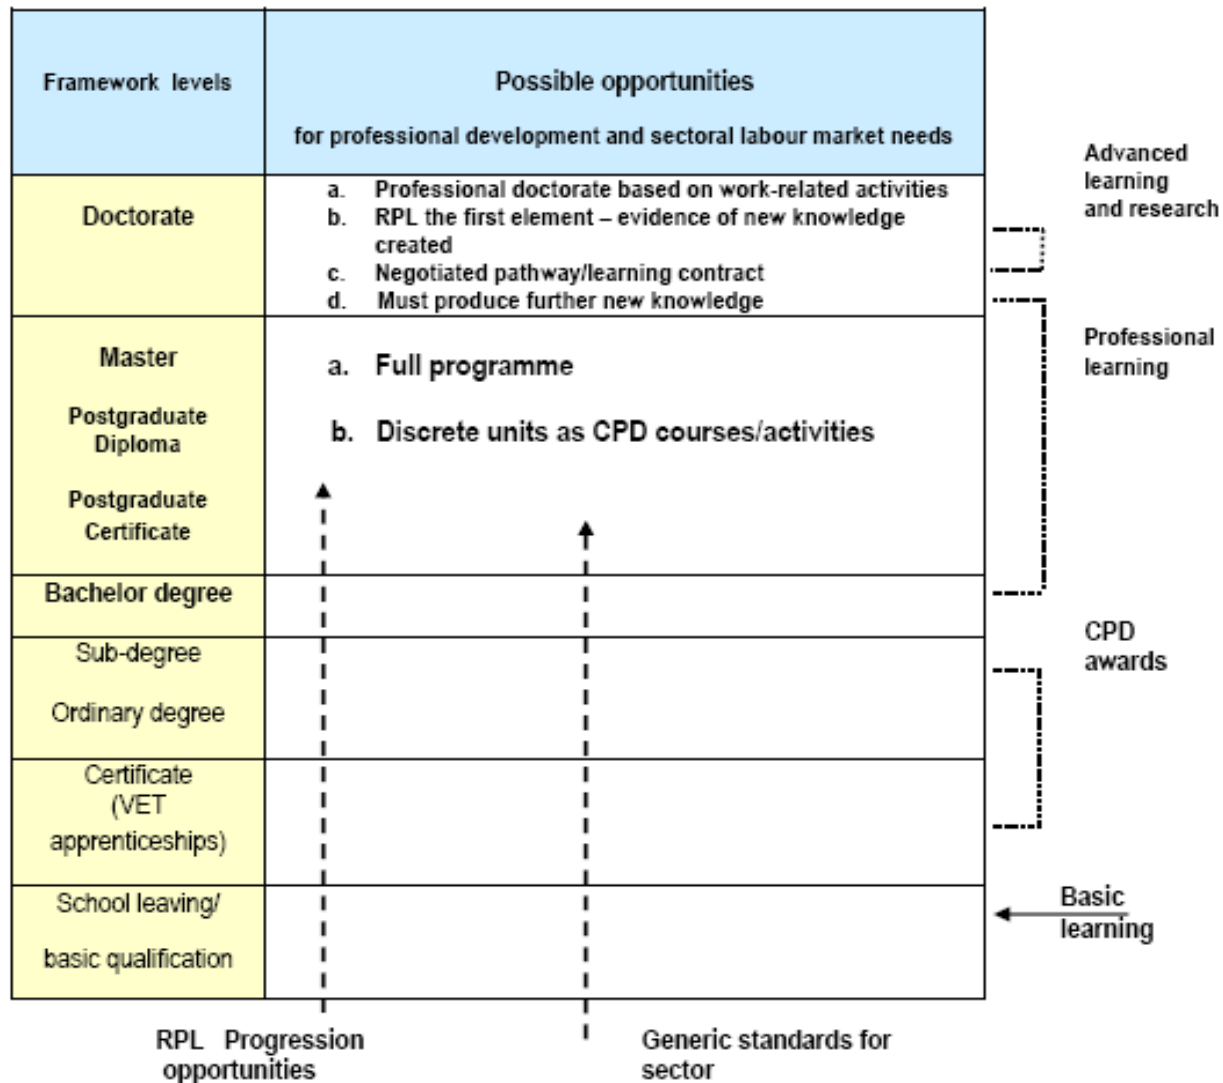 Framework levels
Possible opportunities
for professional development and sectoral labour market needs
Doctorate
a. Professional doctorate based on work-related activities
b. RPL the first element – evidence of new knowledge
created
c. Negotiated pathway/learning contract
d. Must produce further new knowledge
Master
Postgraduate
Diploma
Postgraduate
Certificate
a. Full programme
b. Discrete units as CPD courses/activities
Bachelor degree
Sub-degree
Ordinary degree
Certificate
(VET
apprenticeships)
School leaving/
basic qualification
Advanced
learning
and research
Professional
learning
CPD
awards
Basic
learning
RPL Progression
opportunities
Generic standards for
sector